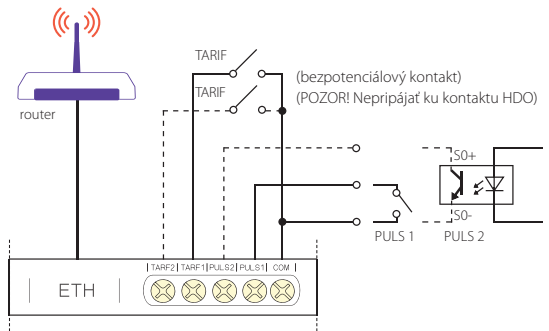 TARIF
(bezpotenciálový kontakt)
TARIF
(POZOR! Nepripájať ku kontaktu HDO)
router
S0+
S0-
PULS 1
PULS 2
ETH
TARF2 TARF1 PULS2 PULS1 COM